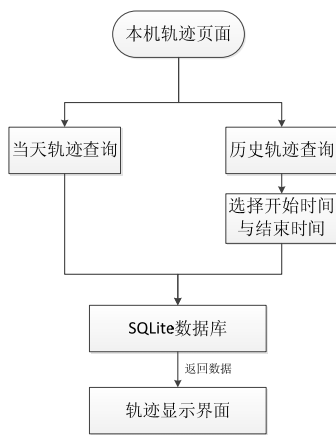 本机轨迹页面
当天轨迹查询
历史轨迹查询
选择开始时间
与结束时间
SQLite数据库
返回数据
轨迹显示界面